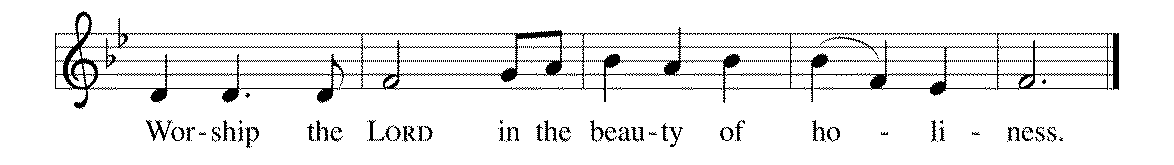 Wor-ship the LORD in the beau-ty of ho - li - ness.